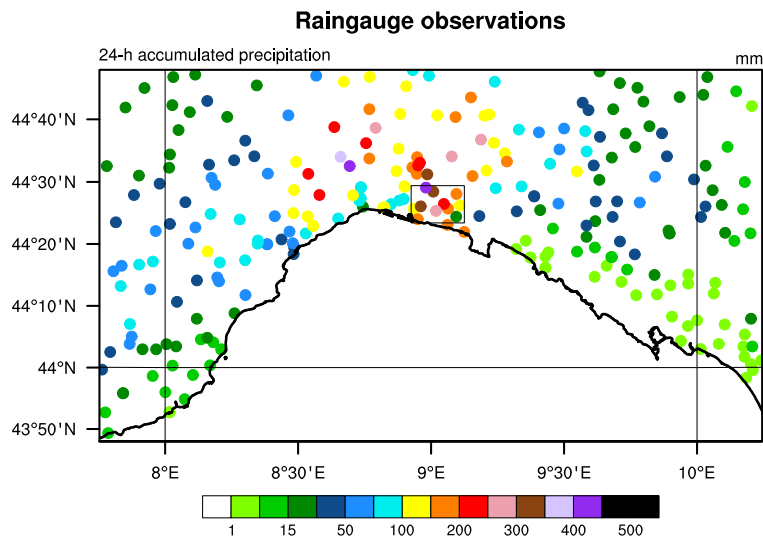 Raingauge observations
24-h accumulated precipitation mm
44°40'N
44°30'N
44°20'N
44°10'N
44°N
43°50'N
8°E 8°30'E 9°E 9°30'E 10°E
1 15 50 100 200 300 400 500